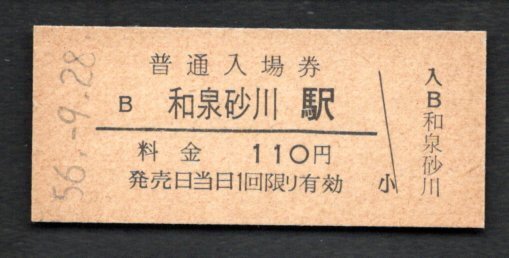 56.-9.28
普通入場券
B 和泉砂川 駅
料金 110円
発売日当日1回限り有効
小
入B和泉砂川